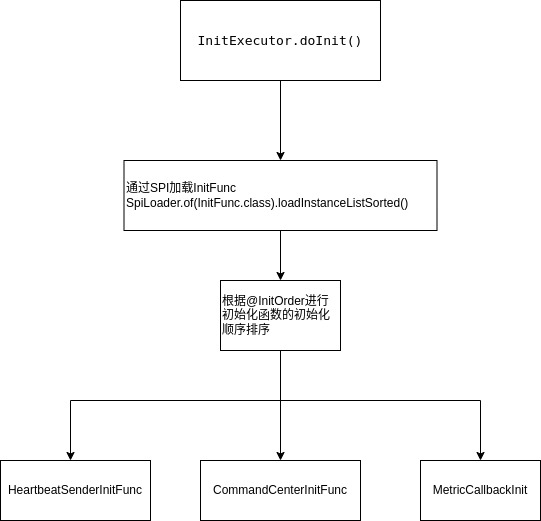 InitExecutor.doInit()
通过SPI加载InitFunc
SpiLoader.of(InitFunc.class).loadInstanceListSorted()
根据@InitOrder进行
初始化函数的初始化
顺序排序
HeartbeatSenderInitFunc
CommandCenterInitFunc
MetricCallbackInit